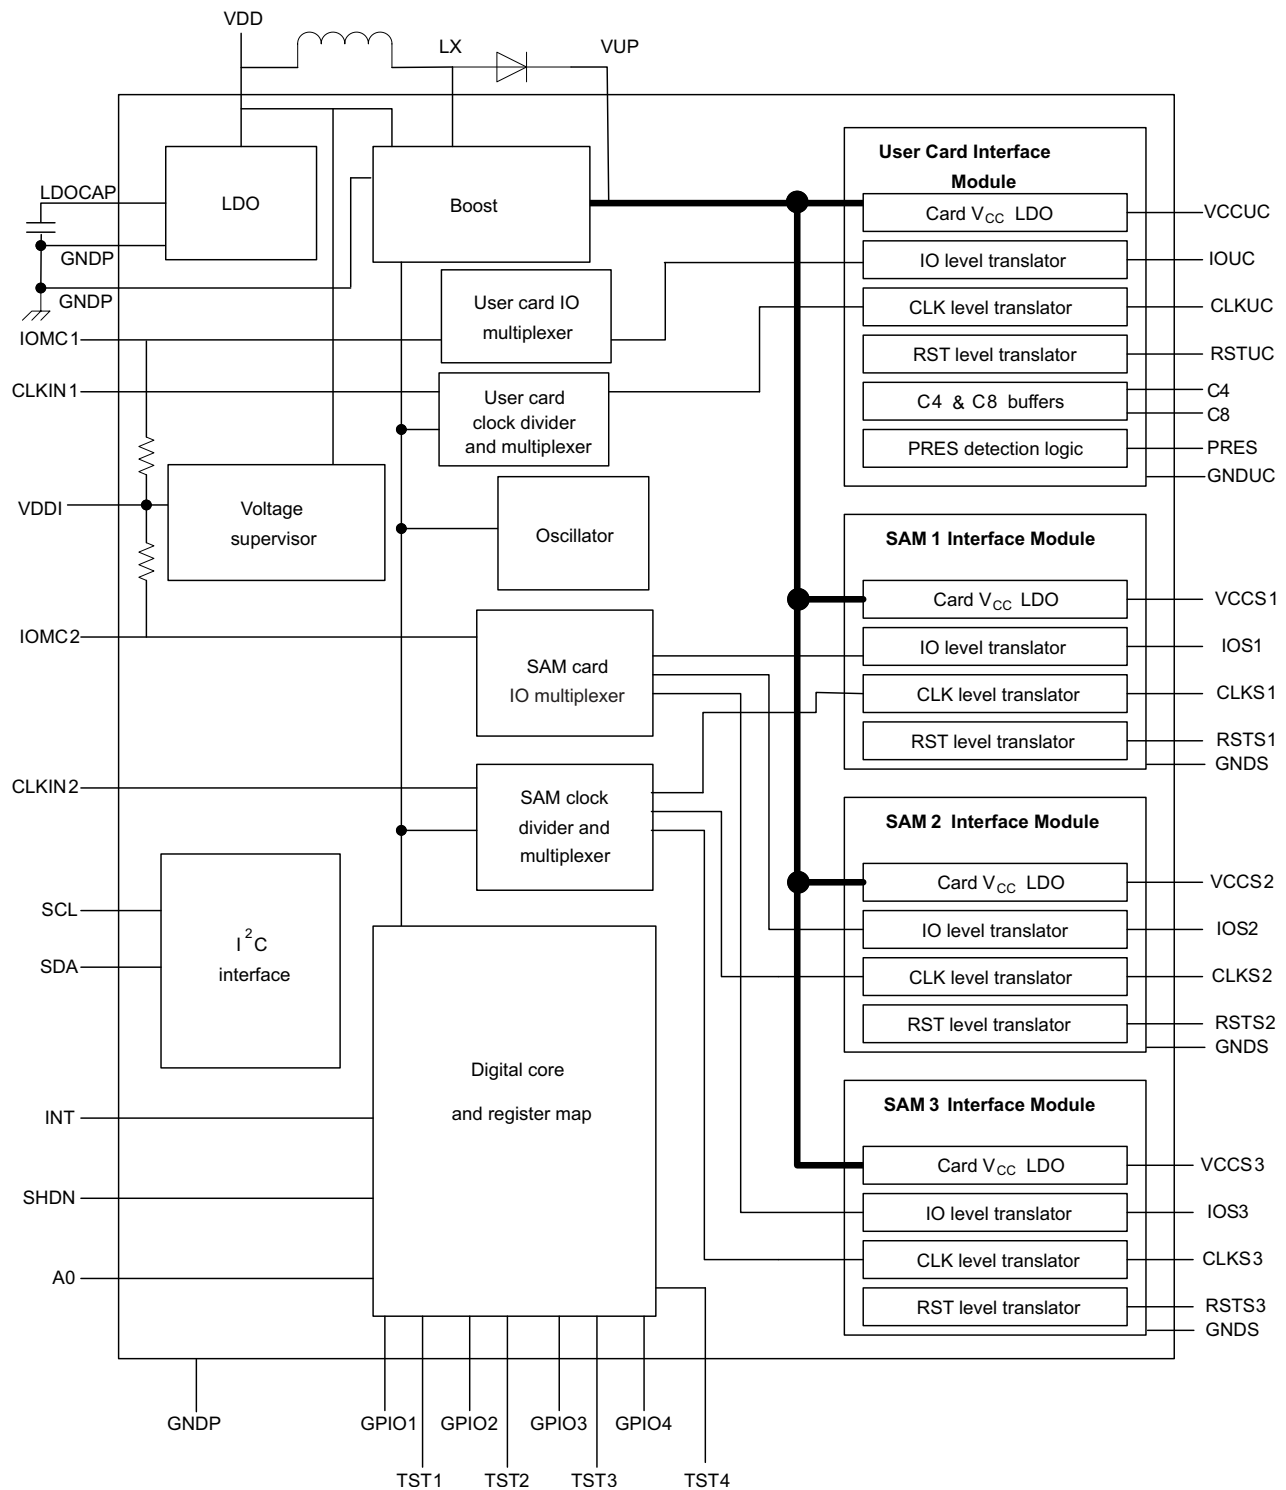 VDD
LX
VUP
LDO
Boost
LDOCAP
GNDP
GNDP
IOMC1
CLKIN1
VDDI
IOMC2
CLKIN2
SCL
SDA
INT
SHDN
A0
User card IO
multiplexer
User card
clock divider
and multiplexer
Voltage
supervisor
Oscillator
SAM card
IO multiplexer
SAM clock
divider and
multiplexer
I2C
interface
Digital core
and register map
User Card Interface
Module
Card VCC LDO
IO level translator
CLK level translator
RST level translator
C4 & C8 buffers
PRES detection logic
VCCUC
IOUC
CLKUC
RSTUC
C4
C8
PRES
GNDUC
SAM 1 Interface Module
Card VCC LDO
IO level translator
CLK level translator
RST level translator
VCCS1
IOS1
CLKS1
RSTS1
GNDS
SAM 2 Interface Module
Card VCC LDO
IO level translator
CLK level translator
RST level translator
VCCS2
IOS2
CLKS2
RSTS2
GNDS
SAM 3 Interface Module
Card VCC LDO
IO level translator
CLK level translator
RST level translator
VCCS3
IOS3
CLKS3
RSTS3
GNDS
GNDP
GPIO1
GPIO2
GPIO3
GPIO4
TST1
TST2
TST3
TST4